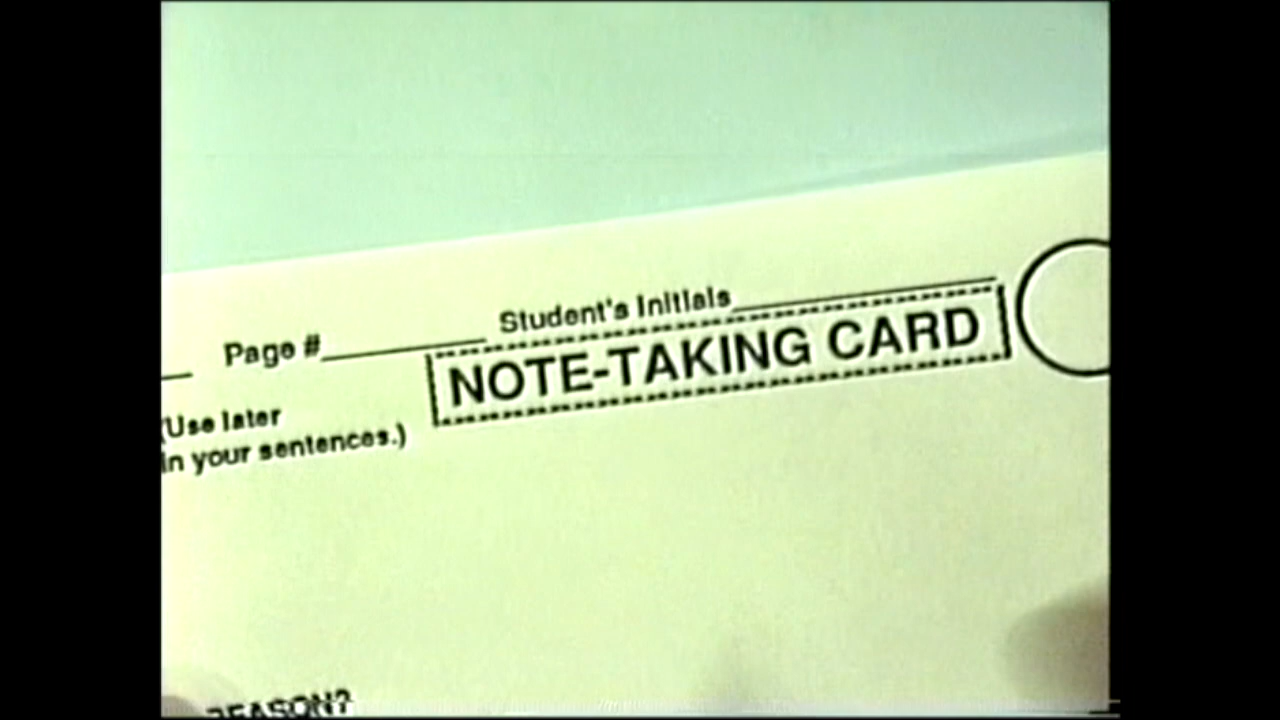 Page #
Student's Initials
NOTE-TAKING CARD
(Use later
in your sentences.)
REASON?